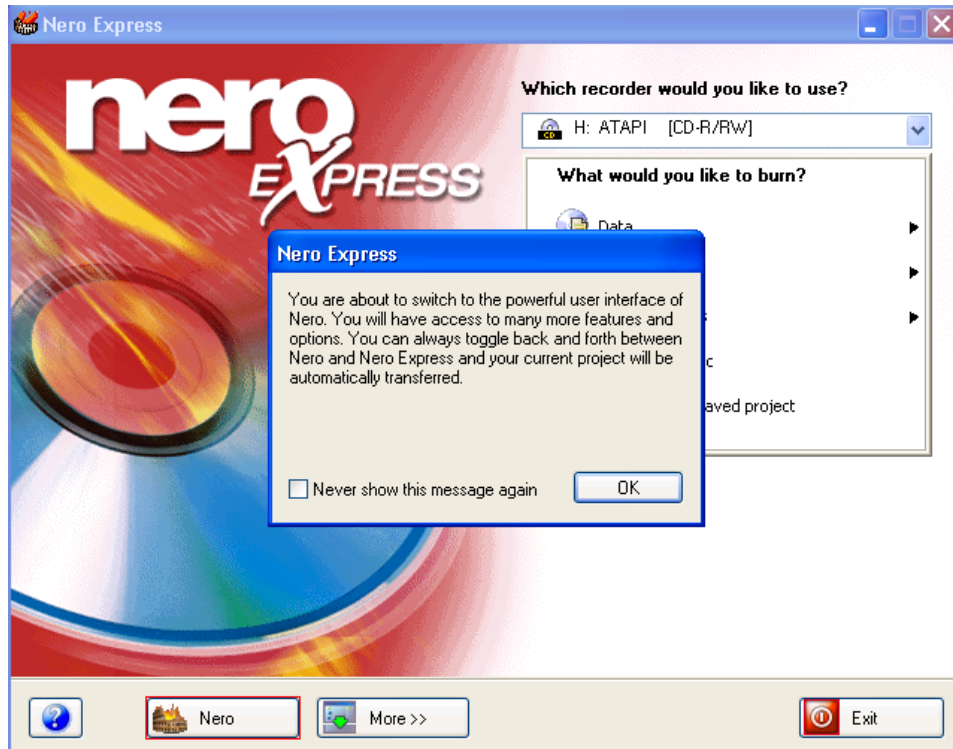 Nero Express
nero
EXPRESS
Which recorder would you like to use?
H: ATAPI [CD-R/RW]
What would you like to burn?
Data
Nero Express
You are about to switch to the powerful user interface of
Nero. You will have access to many more features and
options. You can always toggle back and forth between
Nero and Nero Express and your current project will be
automatically transferred.
aved project
Never show this message again
OK
Nero
More >>
Exit